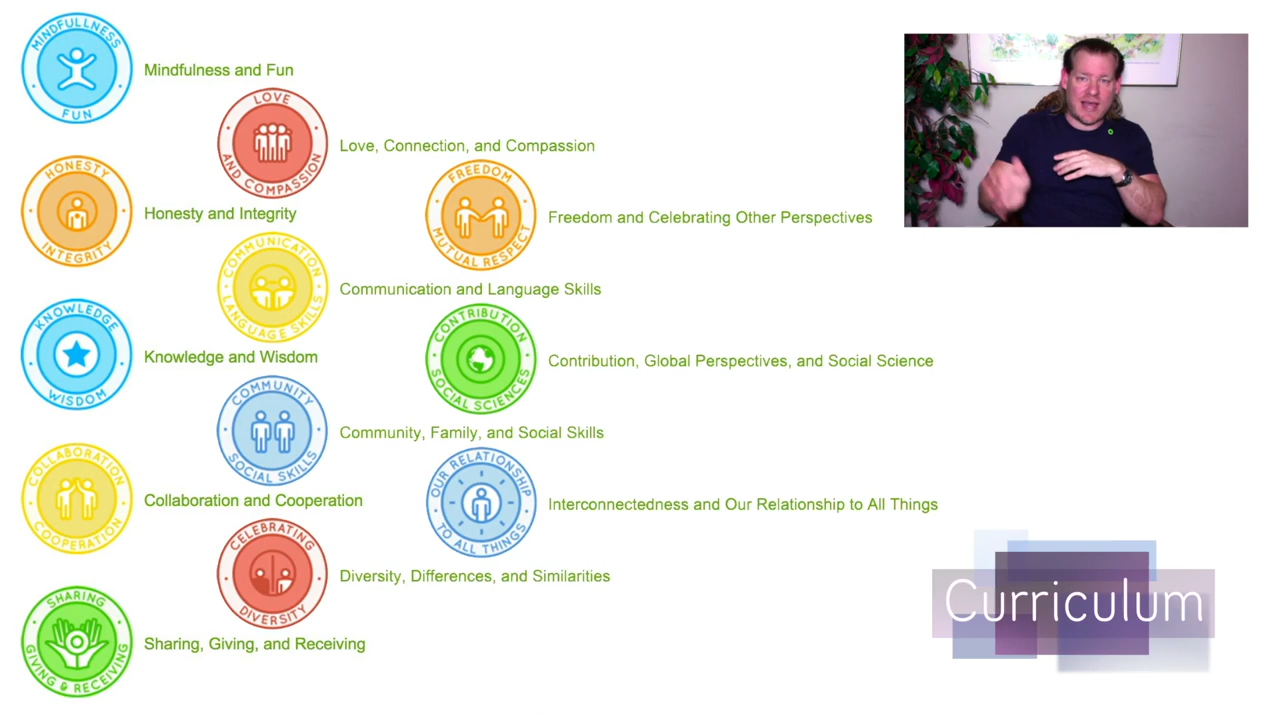 MINDFULLNESS
FUN
Mindfulness and Fun
LOVE
AND COMPASSION
Love, Connection, and Compassion
HONESTY
INTEGRITY
Honesty and Integrity
FREEDOM
MUTUAL RESPECT
Freedom and Celebrating Other Perspectives
COMMUNICATION
LANGUAGE SKILLS
Communication and Language Skills
KNOWLEDGE
WISDOM
Knowledge and Wisdom
CONTRIBUTION
SOCIAL SCIENCES
Contribution, Global Perspectives, and Social Science
COMMUNITY
SOCIAL SKILLS
Community, Family, and Social Skills
COLLABORATION
COOPERATION
Collaboration and Cooperation
OUR RELATIONSHIP
TO ALL THINGS
Interconnectedness and Our Relationship to All Things
CELEBRATING
DIVERSITY
Diversity, Differences, and Similarities
SHARING
GIVING & RECEIVING
Sharing, Giving, and Receiving
Curriculum